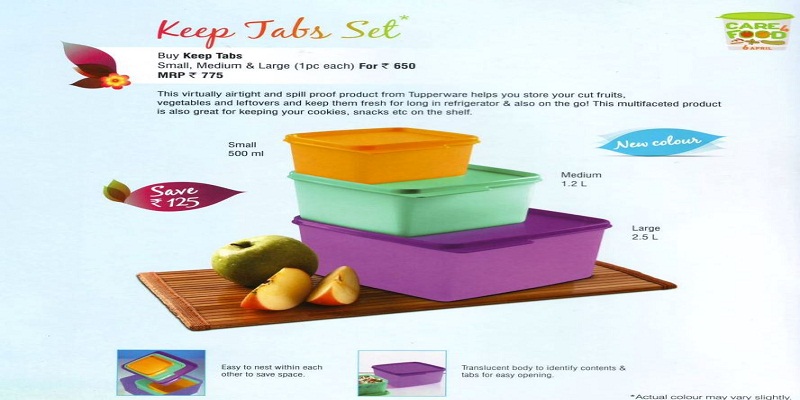 Keep Tabs Set*
CARE 4
FOOD
APRIL
Buy Keep Tabs
Small, Medium & Large (1pc each) For ₹ 650
MRP ₹ 775
This virtually airtight and spill proof product from Tupperware helps you store your cut fruits,
vegetables and leftovers and keep them fresh for long in refrigerator & also on the go! This multifaceted product
is also great for keeping your cookies, snacks etc on the shelf.
Small
500 ml
New colour
Medium
1.2 L
Save
₹ 125
Large
2.5 L
Easy to nest within each
other to save space.
Translucent body to identify contents &
tabs for easy opening.
*Actual colour may vary slightly.